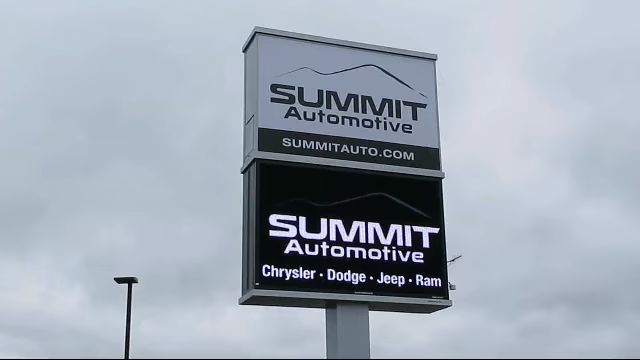 SUMMIT
Automotive
SUMMITAUTO.COM
SUMMIT
Automotive
Chrysler · Dodge · Jeep · Ram